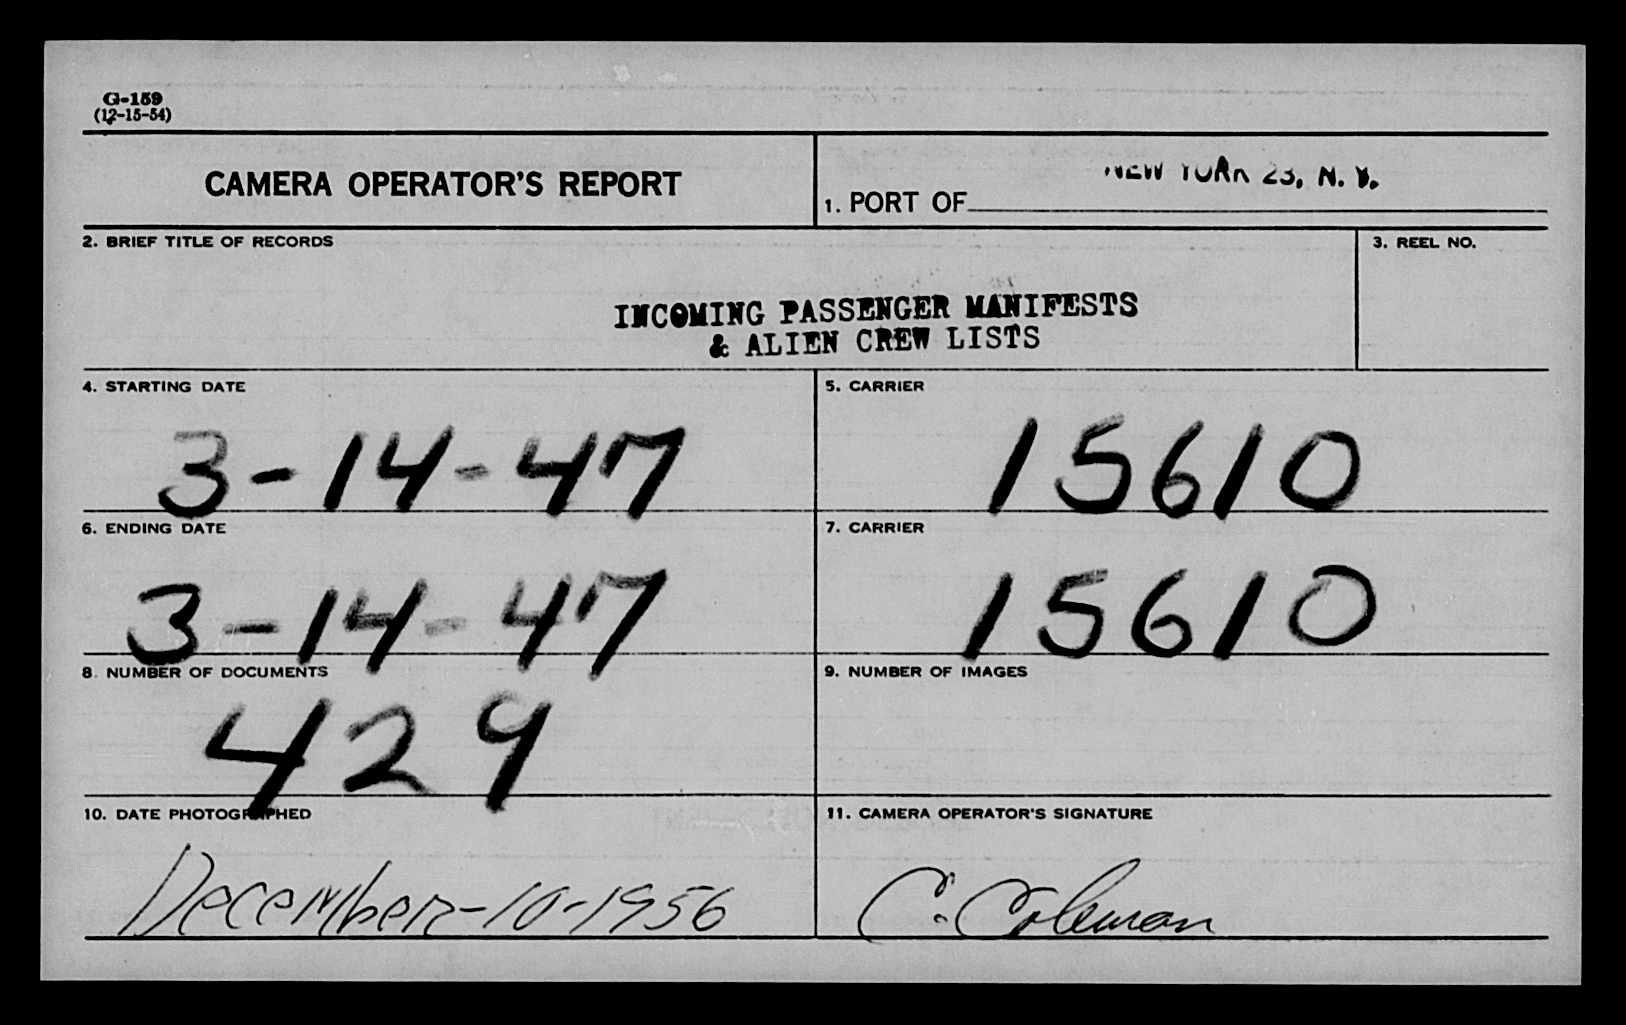 G-159
(12-15-54)
CAMERA OPERATOR'S REPORT
1. PORT OF NEW YORK 23, N. Y.
2. BRIEF TITLE OF RECORDS
3. REEL NO.
INCOMING PASSENGER MANIFESTS
& ALIEN CREW LISTS
4. STARTING DATE
5. CARRIER
3-14-47
15610
6. ENDING DATE
7. CARRIER
3-14-47
15610
8. NUMBER OF DOCUMENTS
9. NUMBER OF IMAGES
429
10. DATE PHOTOGRAPHED
11. CAMERA OPERATOR'S SIGNATURE
December-10-1956
C. Coleman